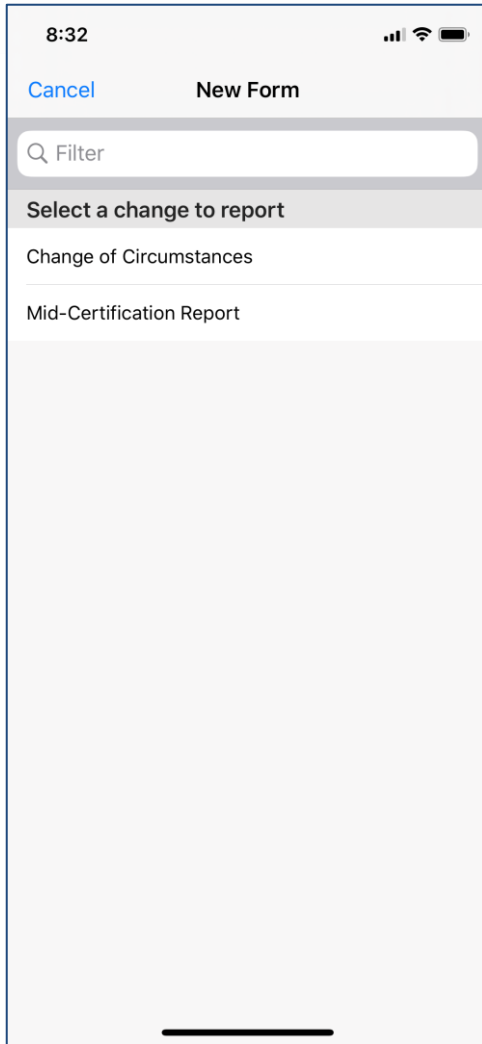 8:32
Cancel New Form
Filter
Select a change to report
Change of Circumstances
Mid-Certification Report